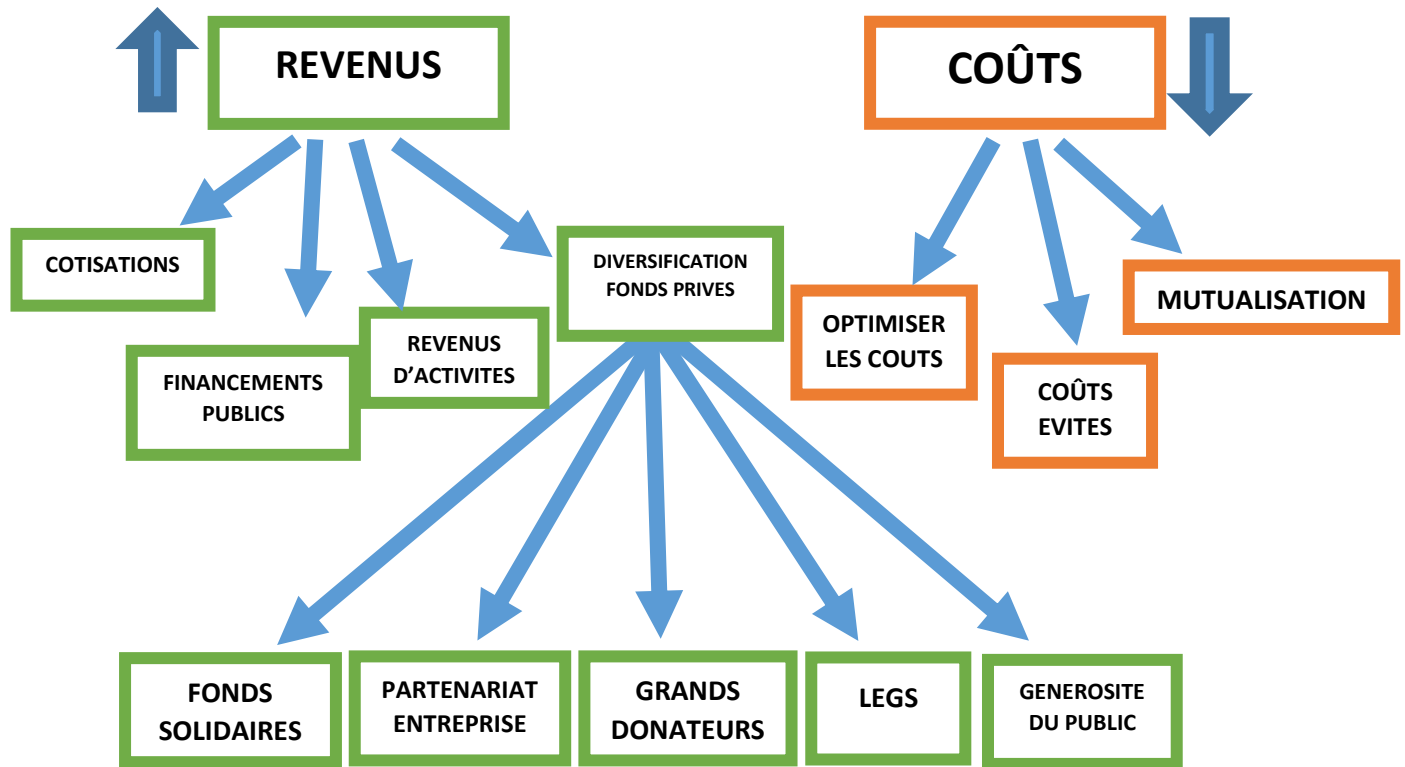 REVENUS
COÛTS
COTISATIONS
DIVERSIFICATION
FONDS PRIVES
MUTUALISATION
OPTIMISER
LES COUTS
REVENUS
D’ACTIVITES
FINANCEMENTS
PUBLICS
COÛTS
EVITES
FONDS
SOLIDAIRES
PARTENARIAT
ENTREPRISE
GRANDS
DONATEURS
LEGS
GENEROSITE
DU PUBLIC